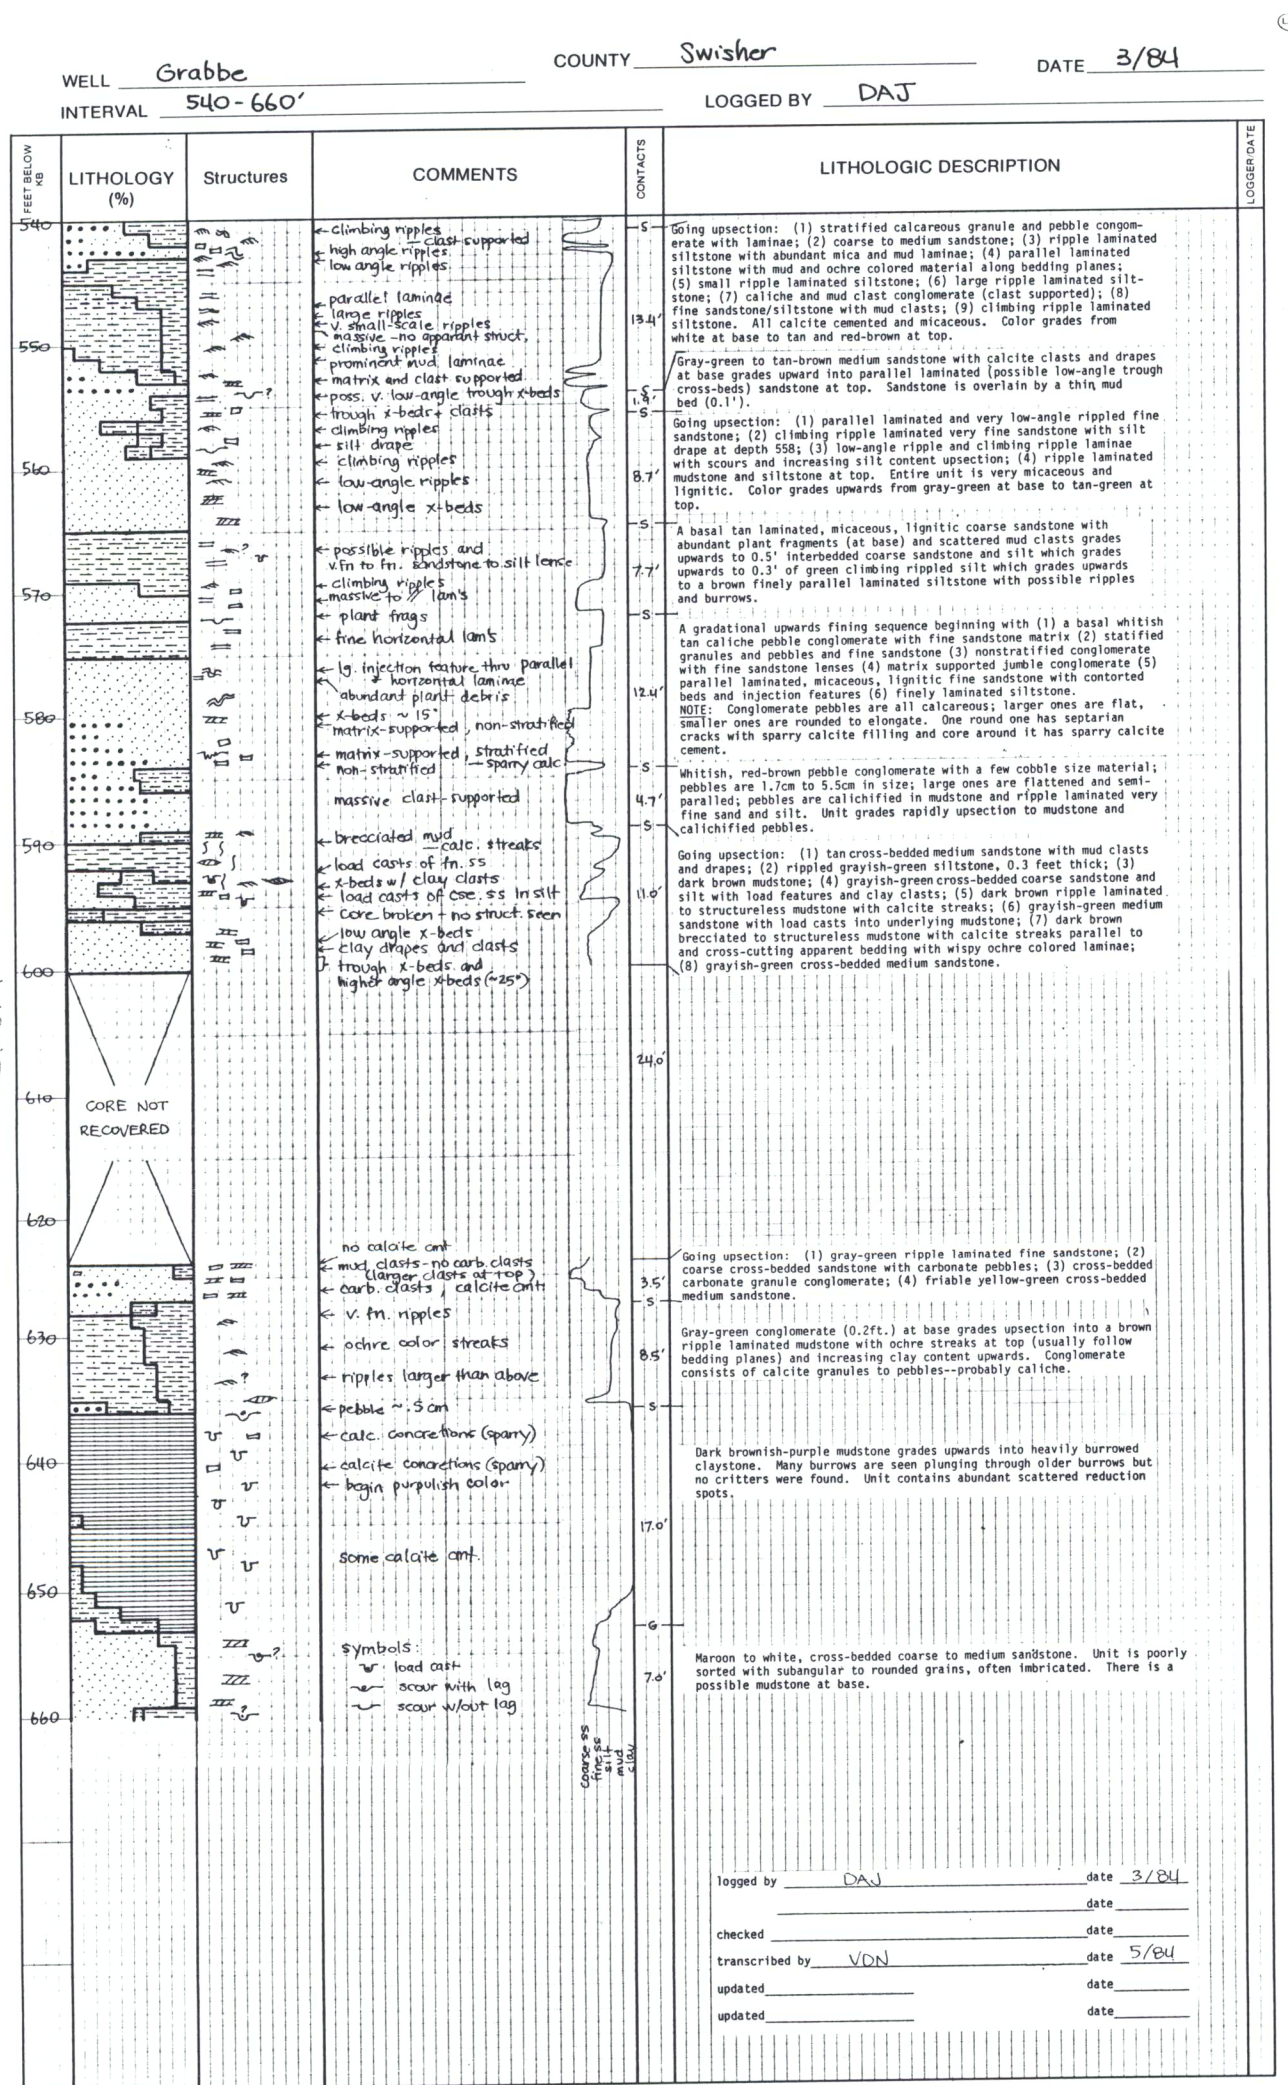 COUNTY Swisher
WELL Grabbe
DATE 3/84
INTERVAL 540-660'
LOGGED BY DAJ
FEET BELOW KB
LITHOLOGY
(%)
Structures
COMMENTS
CONTACTS
LITHOLOGIC DESCRIPTION
LOGGER/DATE
540
550
560
570
580
590
600
610
620
630
640
650
660
CORE NOT
RECOVERED
climbing ripples
clast supported
high angle ripples
low angle ripples
parallel laminae
large ripples
v. small-scale ripples
massive - no apparant struct.
climbing ripples
prominent mud laminae
matrix and clast supported
poss. v. low-angle trough x-beds
trough x-beds + clasts
climbing ripples
silt drape
climbing ripples
low-angle ripples
low-angle x-beds
possible ripples and
v.fn to fn. sandstone to silt lense
climbing ripples
massive to // lam's
plant frags
fine horizontal lam's
lg. injection feature thru parallel
+ horizontal laminae
abundant plant debris
x-beds ~ 15°
matrix-supported, non-stratified
matrix-supported, stratified
non-stratified — sparry calc
massive clast-supported
brecciated mud
calc. streaks
load casts of fn. ss
x-beds w/ clay clasts
load casts of cse. ss in silt
core broken + no struct. seen
low angle x-beds
clay drapes and clasts
trough x-beds and
higher angle x-beds (~25°)
no calcite cmt
mud clasts - no carb. clasts
(larger clasts at top)
carb. clasts, calcite cmt
v. fn. ripples
ochre color streaks
ripples larger than above
pebble ~.5 cm
calc. concretions (sparry)
calcite concretions (sparry)
begin purpulish color
some calcite cmt.
symbols:
load cast
scour with lag
scour w/out lag
coarse ss
fine ss
silt
mud
clay
S
13.4'
S
1.9'
S
8.7'
S
7.7'
S
12.4'
S
4.7'
S
11.0'
24.0'
3.5'
S
8.5'
S
17.0'
G
7.0'
Going upsection: (1) stratified calcareous granule and pebble congom-
erate with laminae; (2) coarse to medium sandstone; (3) ripple laminated
siltstone with abundant mica and mud laminae; (4) parallel laminated
siltstone with mud and ochre colored material along bedding planes;
(5) small ripple laminated siltstone; (6) large ripple laminated silt-
stone; (7) caliche and mud clast conglomerate (clast supported); (8)
fine sandstone/siltstone with mud clasts; (9) climbing ripple laminated
siltstone. All calcite cemented and micaceous. Color grades from
white at base to tan and red-brown at top.
Gray-green to tan-brown medium sandstone with calcite clasts and drapes
at base grades upward into parallel laminated (possible low-angle trough
cross-beds) sandstone at top. Sandstone is overlain by a thin mud
bed (0.1').
Going upsection: (1) parallel laminated and very low-angle rippled fine
sandstone; (2) climbing ripple laminated very fine sandstone with silt
drape at depth 558; (3) low-angle ripple and climbing ripple laminae
with scours and increasing silt content upsection; (4) ripple laminated
mudstone and siltstone at top. Entire unit is very micaceous and
lignitic. Color grades upwards from gray-green at base to tan-green at
top.
A basal tan laminated, micaceous, lignitic coarse sandstone with
abundant plant fragments (at base) and scattered mud clasts grades
upwards to 0.5' interbedded coarse sandstone and silt which grades
upwards to 0.3' of green climbing rippled silt which grades upwards
to a brown finely parallel laminated siltstone with possible ripples
and burrows.
A gradational upwards fining sequence beginning with (1) a basal whitish
tan caliche pebble conglomerate with fine sandstone matrix (2) statified
granules and pebbles and fine sandstone (3) nonstratified conglomerate
with fine sandstone lenses (4) matrix supported jumble conglomerate (5)
parallel laminated, micaceous, lignitic fine sandstone with contorted
beds and injection features (6) finely laminated siltstone.
NOTE: Conglomerate pebbles are all calcareous; larger ones are flat,
smaller ones are rounded to elongate. One round one has septarian
cracks with sparry calcite filling and core around it has sparry calcite
cement.
Whitish, red-brown pebble conglomerate with a few cobble size material;
pebbles are 1.7cm to 5.5cm in size; large ones are flattened and semi-
paralled; pebbles are calichified in mudstone and ripple laminated very
fine sand and silt. Unit grades rapidly upsection to mudstone and
calichified pebbles.
Going upsection: (1) tan cross-bedded medium sandstone with mud clasts
and drapes; (2) rippled grayish-green siltstone, 0.3 feet thick; (3)
dark brown mudstone; (4) grayish-green cross-bedded coarse sandstone and
silt with load features and clay clasts; (5) dark brown ripple laminated
to structureless mudstone with calcite streaks; (6) grayish-green medium
sandstone with load casts into underlying mudstone; (7) dark brown
brecciated to structureless mudstone with calcite streaks parallel to
and cross-cutting apparent bedding with wispy ochre colored laminae;
(8) grayish-green cross-bedded medium sandstone.
Going upsection: (1) gray-green ripple laminated fine sandstone; (2)
coarse cross-bedded sandstone with carbonate pebbles; (3) cross-bedded
carbonate granule conglomerate; (4) friable yellow-green cross-bedded
medium sandstone.
Gray-green conglomerate (0.2ft.) at base grades upsection into a brown
ripple laminated mudstone with ochre streaks at top (usually follow
bedding planes) and increasing clay content upwards. Conglomerate
consists of calcite granules to pebbles--probably caliche.
Dark brownish-purple mudstone grades upwards into heavily burrowed
claystone. Many burrows are seen plunging through older burrows but
no critters were found. Unit contains abundant scattered reduction
spots.
Maroon to white, cross-bedded coarse to medium sandstone. Unit is poorly
sorted with subangular to rounded grains, often imbricated. There is a
possible mudstone at base.
logged by DAJ date 3/84
date
checked date
transcribed by VDN date 5/84
updated date
updated date